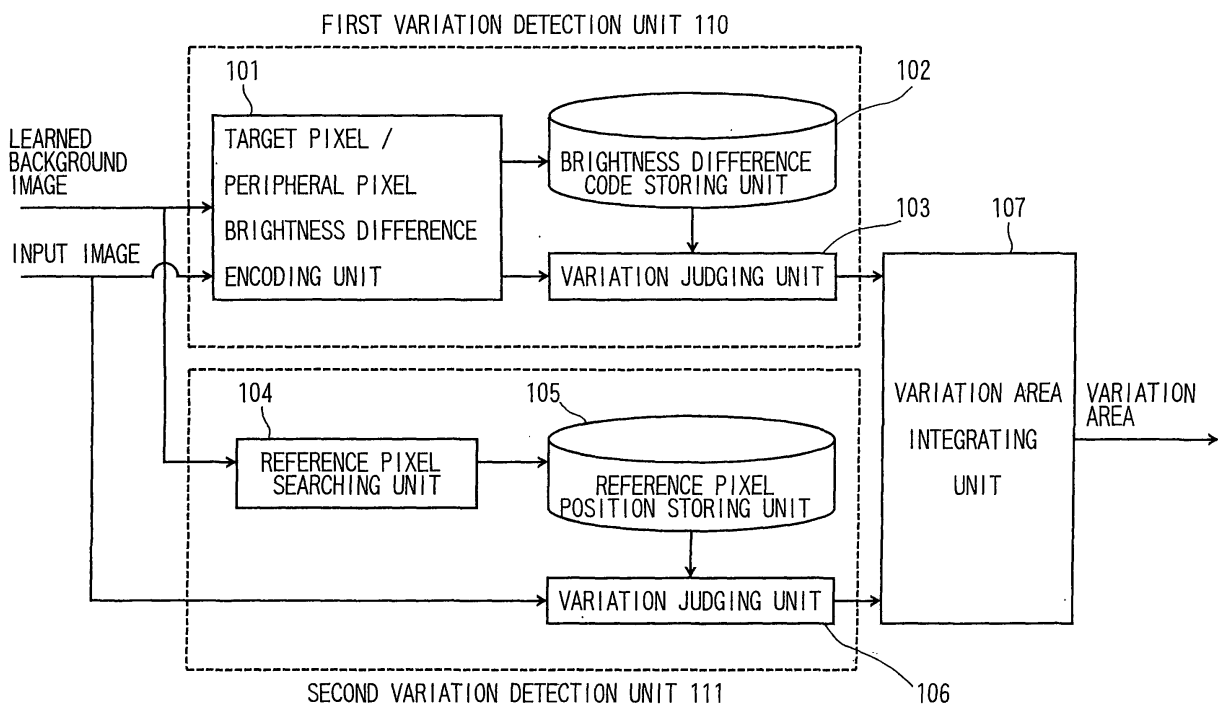 FIRST VARIATION DETECTION UNIT 110
101
102
LEARNED
BACKGROUND
IMAGE
TARGET PIXEL /
PERIPHERAL PIXEL
BRIGHTNESS DIFFERENCE
ENCODING UNIT
BRIGHTNESS DIFFERENCE
CODE STORING UNIT
103
107
INPUT IMAGE
VARIATION JUDGING UNIT
104
105
REFERENCE PIXEL
SEARCHING UNIT
REFERENCE PIXEL
POSITION STORING UNIT
VARIATION AREA
INTEGRATING
UNIT
VARIATION
AREA
VARIATION JUDGING UNIT
106
SECOND VARIATION DETECTION UNIT 111